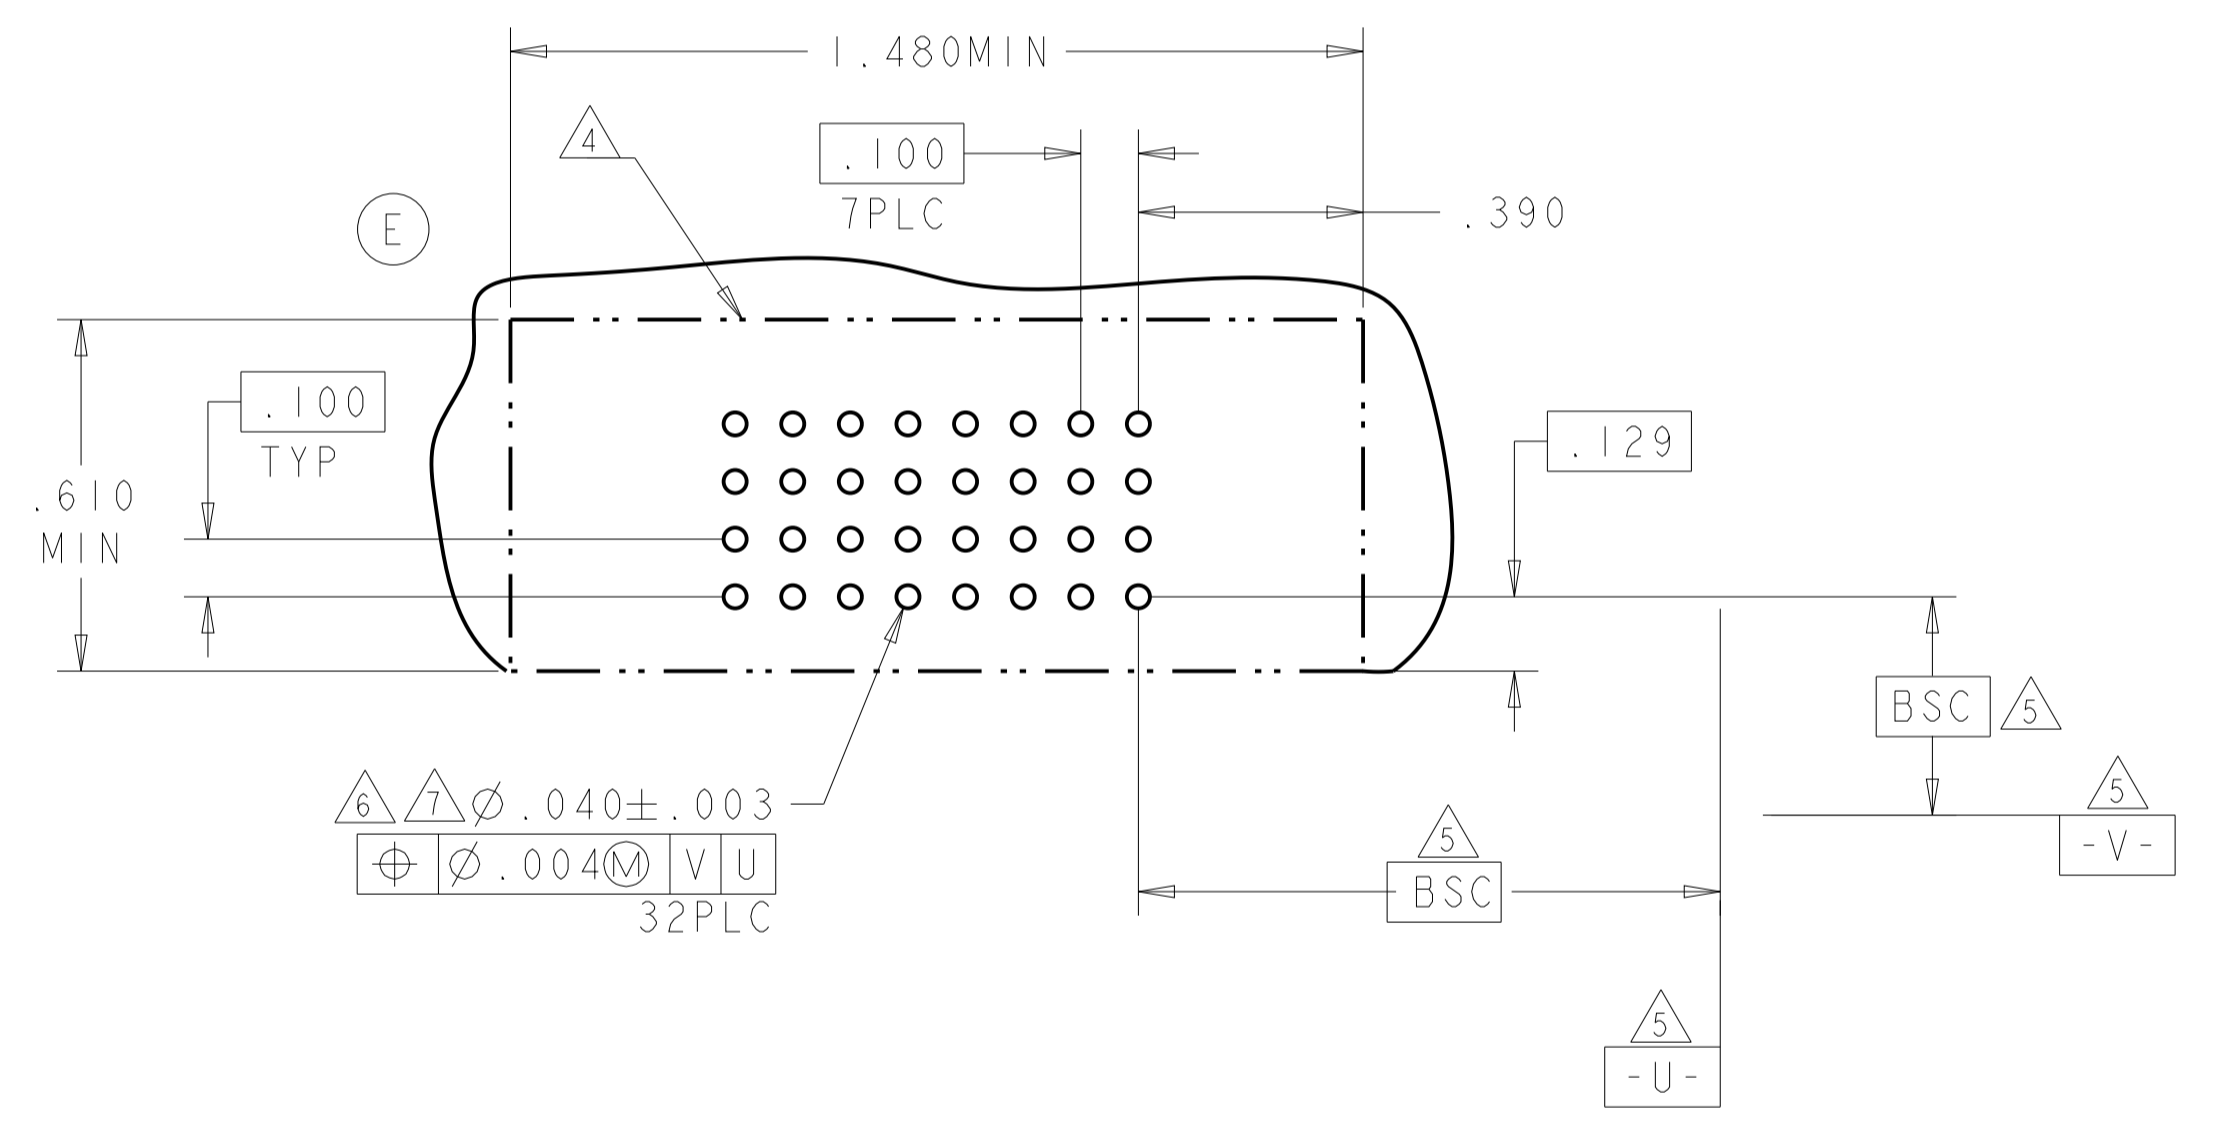 1.480MIN
4
.100
7PLC
.390
E
.100
TYP
.129
.610
MIN
BSC 5
6 7 Ø.040±.003
⌖ Ø.004Ⓜ V U
32PLC
5
BSC
5
-V-
5
-U-